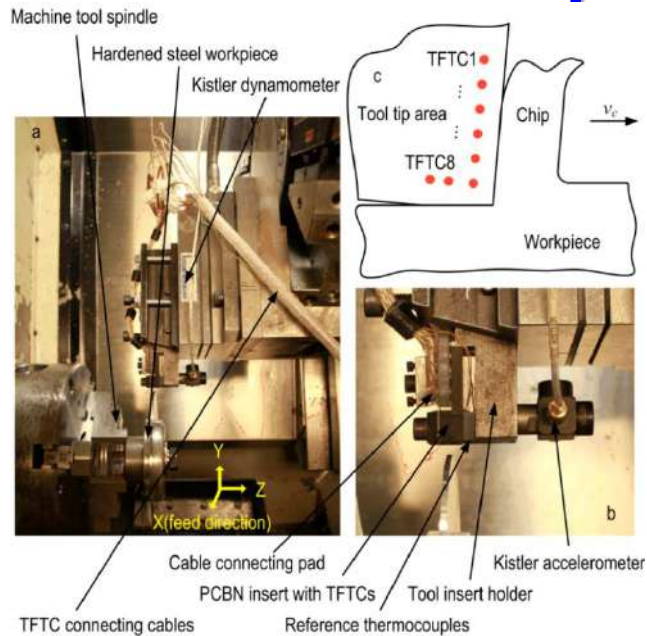 Machine tool spindle
Hardened steel workpiece
Kistler dynamometer
a
c
TFTC1
Tool tip area
TFTC8
Chip
v_c
Workpiece
Y
Z
X(feed direction)
b
Cable connecting pad
PCBN insert with TFTCs
TFTC connecting cables
Reference thermocouples
Tool insert holder
Kistler accelerometer